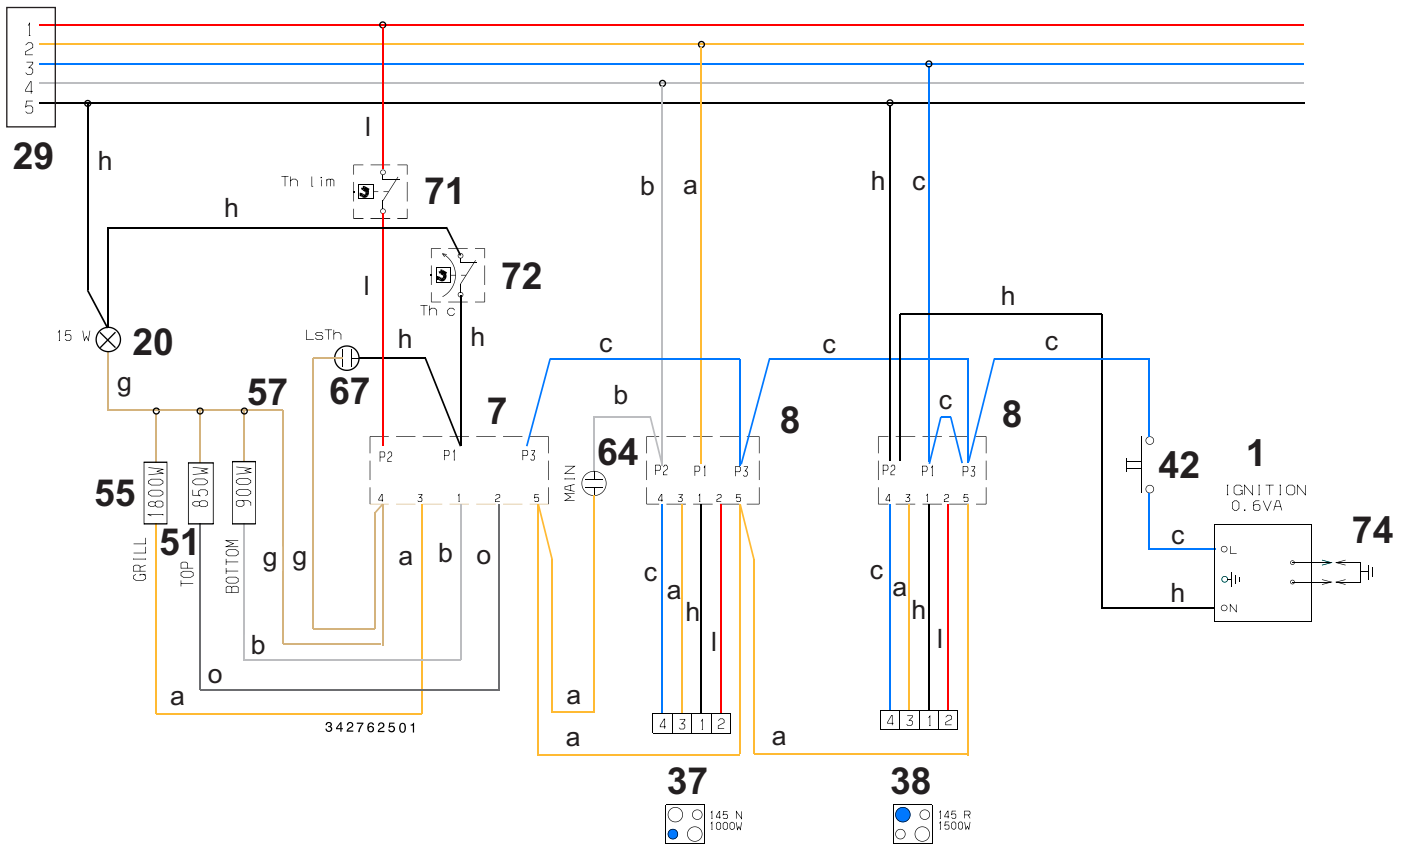 1
2
3
4
5
29
h
l
Th lim
71
h
b
a
h
c
72
Th c
l
15 W
20
LsTh
h
h
67
g
57
7
c
c
h
c
b
c
8
8
64
MAIN
42
1
IGNITION
0.6VA
74
P2
P1
P3
P2
P1
P3
P2
P1
P3
4
3
1
2
5
4
3
1
2
5
4
3
1
2
5
55
1800W
850W
900W
51
GRILL
TOP
BOTTOM
g
g
a
b
o
c
a
h
l
c
a
h
l
c
L
h
N
b
o
a
a
a
a
342762501
4
3
1
2
4
3
1
2
37
38
145 N
1000W
145 R
1500W